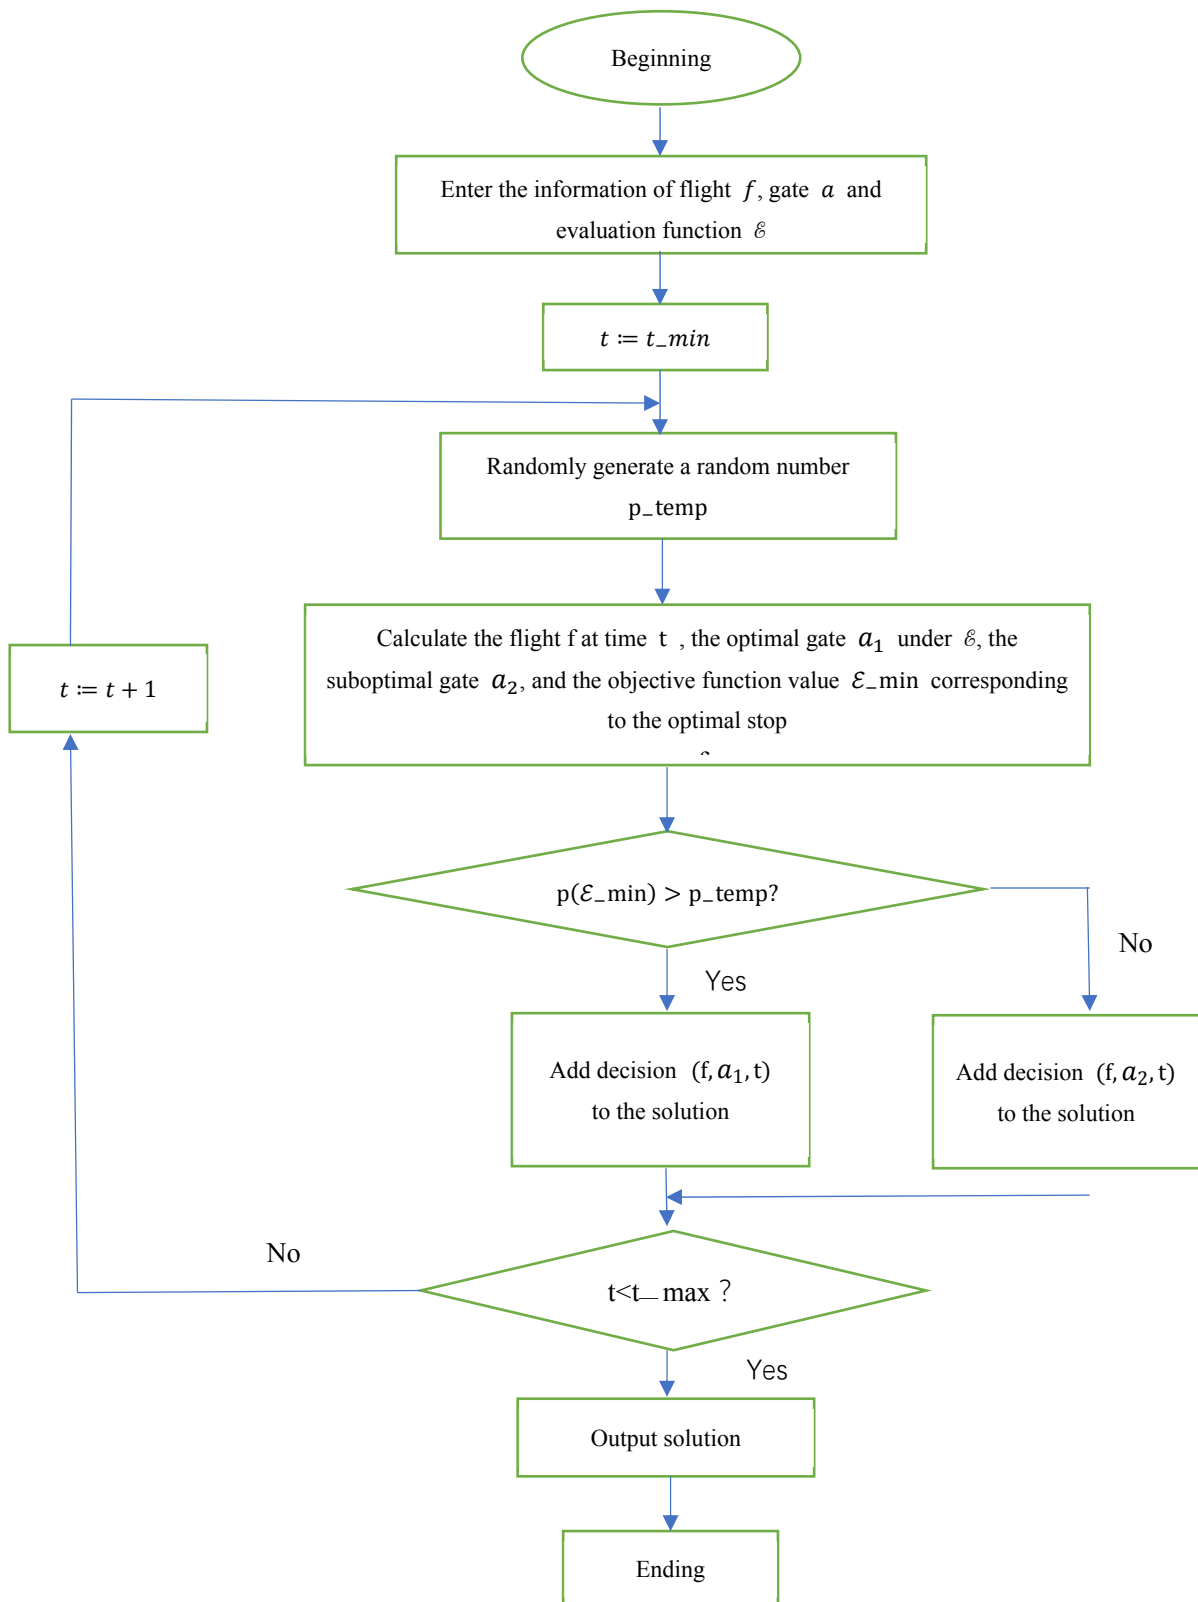 Beginning
Enter the information of flight f, gate a and
evaluation function ℰ
t ≔ t_min
Randomly generate a random number
p_temp
Calculate the flight f at time t , the optimal gate a₁ under ℰ, the
suboptimal gate a₂, and the objective function value ℰ_min corresponding
to the optimal stop
t ≔ t + 1
p(ℰ_min) > p_temp?
Yes
No
Add decision (f, a₁, t)
to the solution
Add decision (f, a₂, t)
to the solution
No
t<t_ max ？
Yes
Output solution
Ending